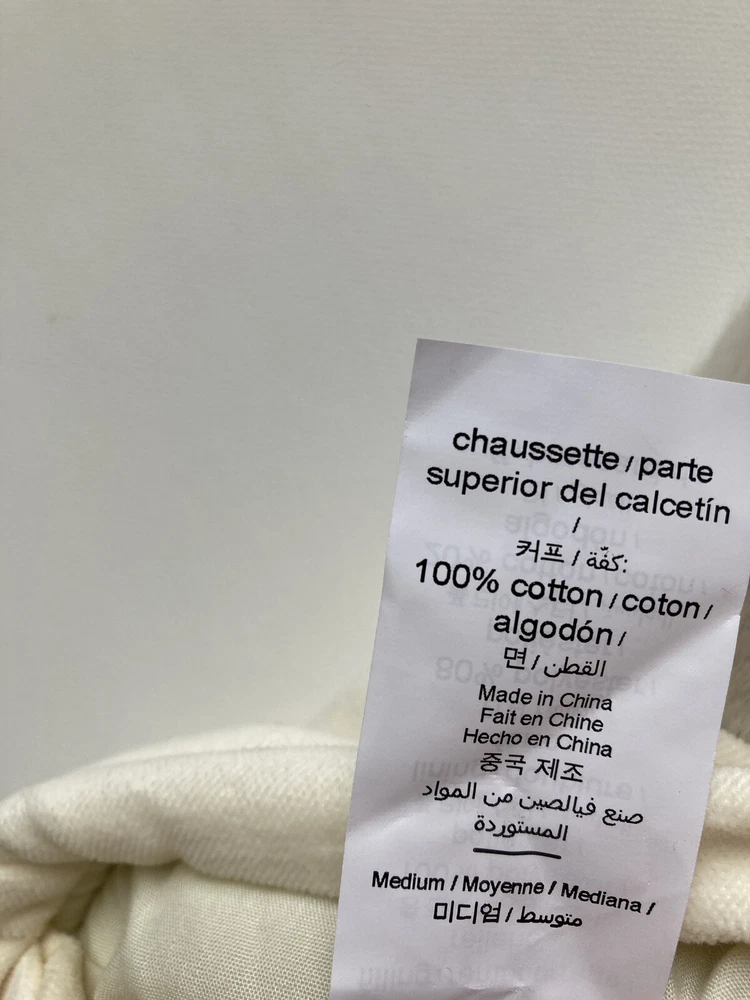 chaussette / parte
superior del calcetín
/
커프 / كفّة:
100% cotton / coton /
algodón /
면 / القطن
Made in China
Fait en Chine
Hecho en China
중국 제조
صنع فيالصين من المواد
المستوردة
Medium / Moyenne / Mediana /
미디엄 / متوسط